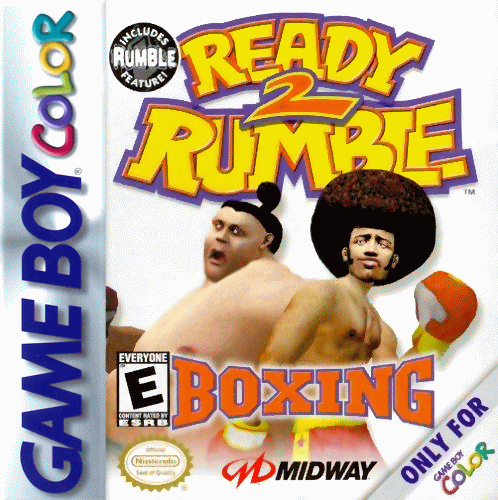 GAME BOY COLOR
INCLUDES
RUMBLE
FEATURE!
READY
2
RUMBLE
TM
EVERYONE
E
CONTENT RATED BY
ESRB
BOXING
Official
Nintendo
Seal of Quality
MIDWAY
ONLY FOR
GAME BOY
COLOR